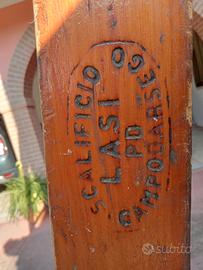 SCALIFICIO
LASI
PD
CAMPODARSEGO
subito